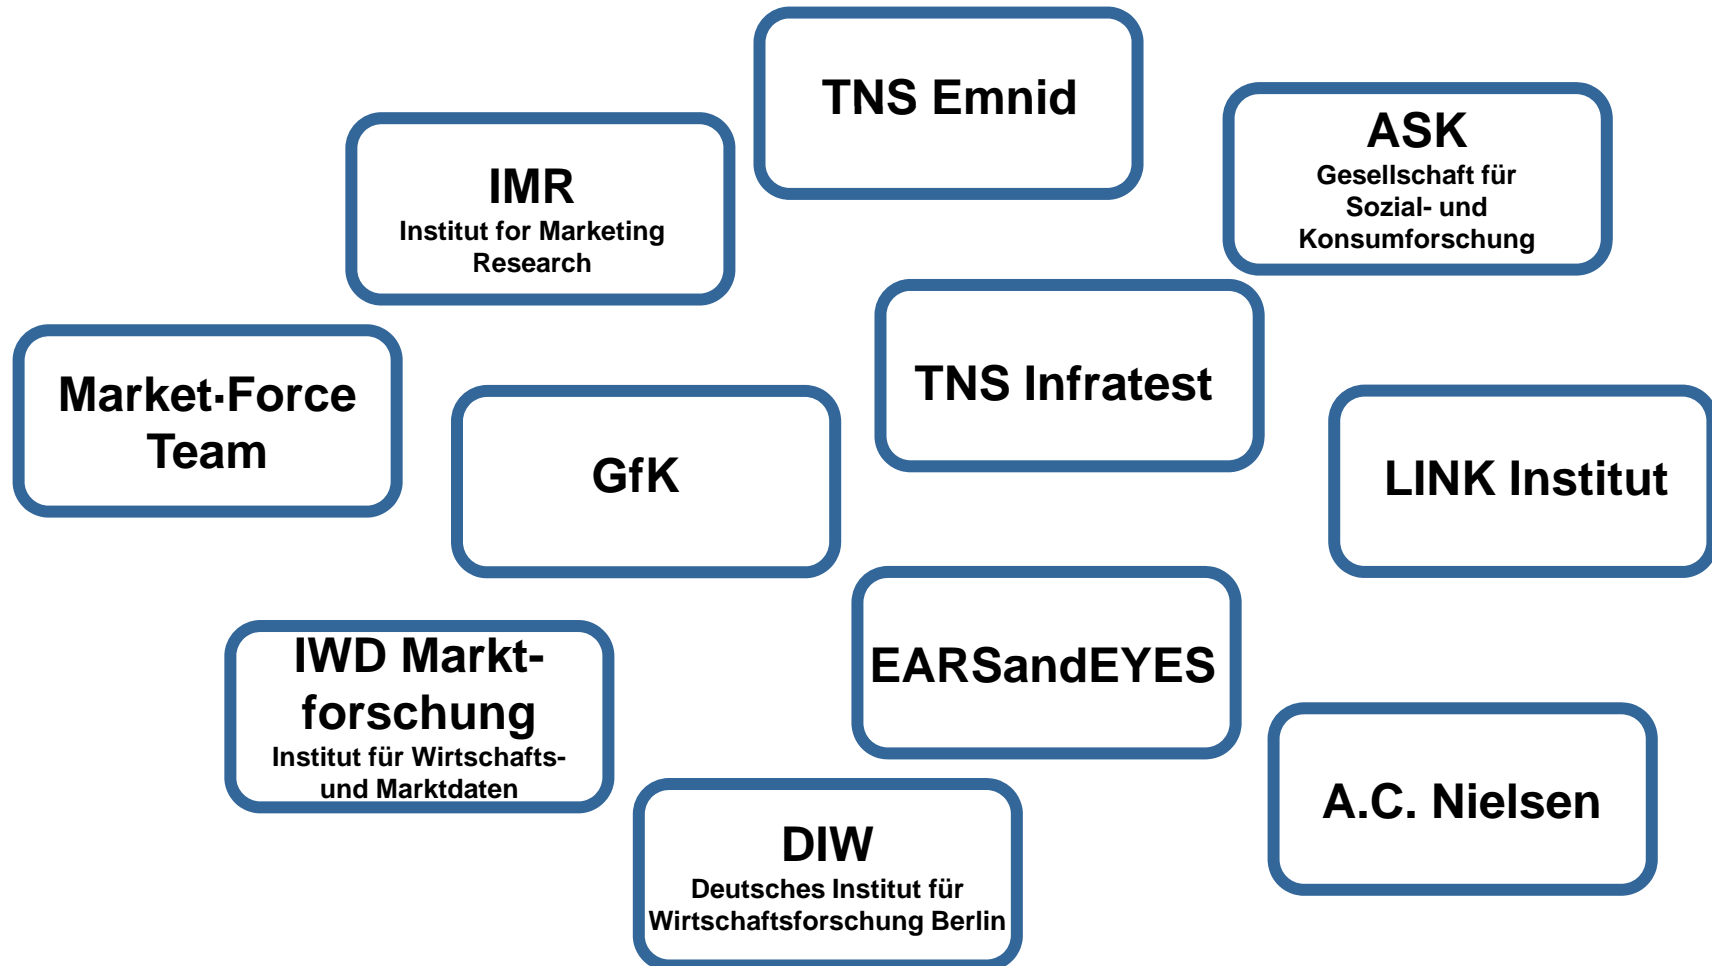 TNS Emnid
ASK
Gesellschaft für
Sozial- und
Konsumforschung
IMR
Institut for Marketing
Research
TNS Infratest
Market·Force
Team
GfK
LINK Institut
EARSandEYES
IWD Markt-
forschung
Institut für Wirtschafts-
und Marktdaten
A.C. Nielsen
DIW
Deutsches Institut für
Wirtschaftsforschung Berlin